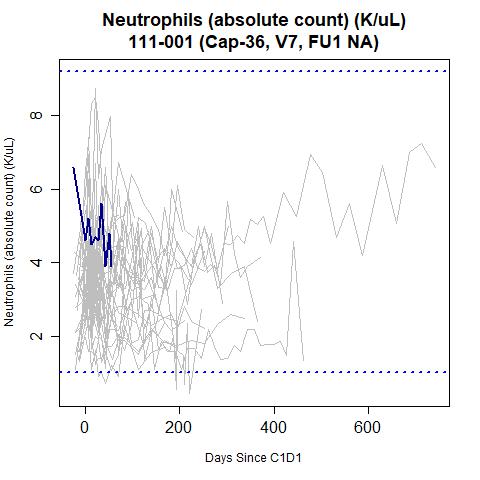 Neutrophils (absolute count) (K/uL)
111-001 (Cap-36, V7, FU1 NA)
Neutrophils (absolute count) (K/uL)
8
6
4
2
0 200 400 600
Days Since C1D1